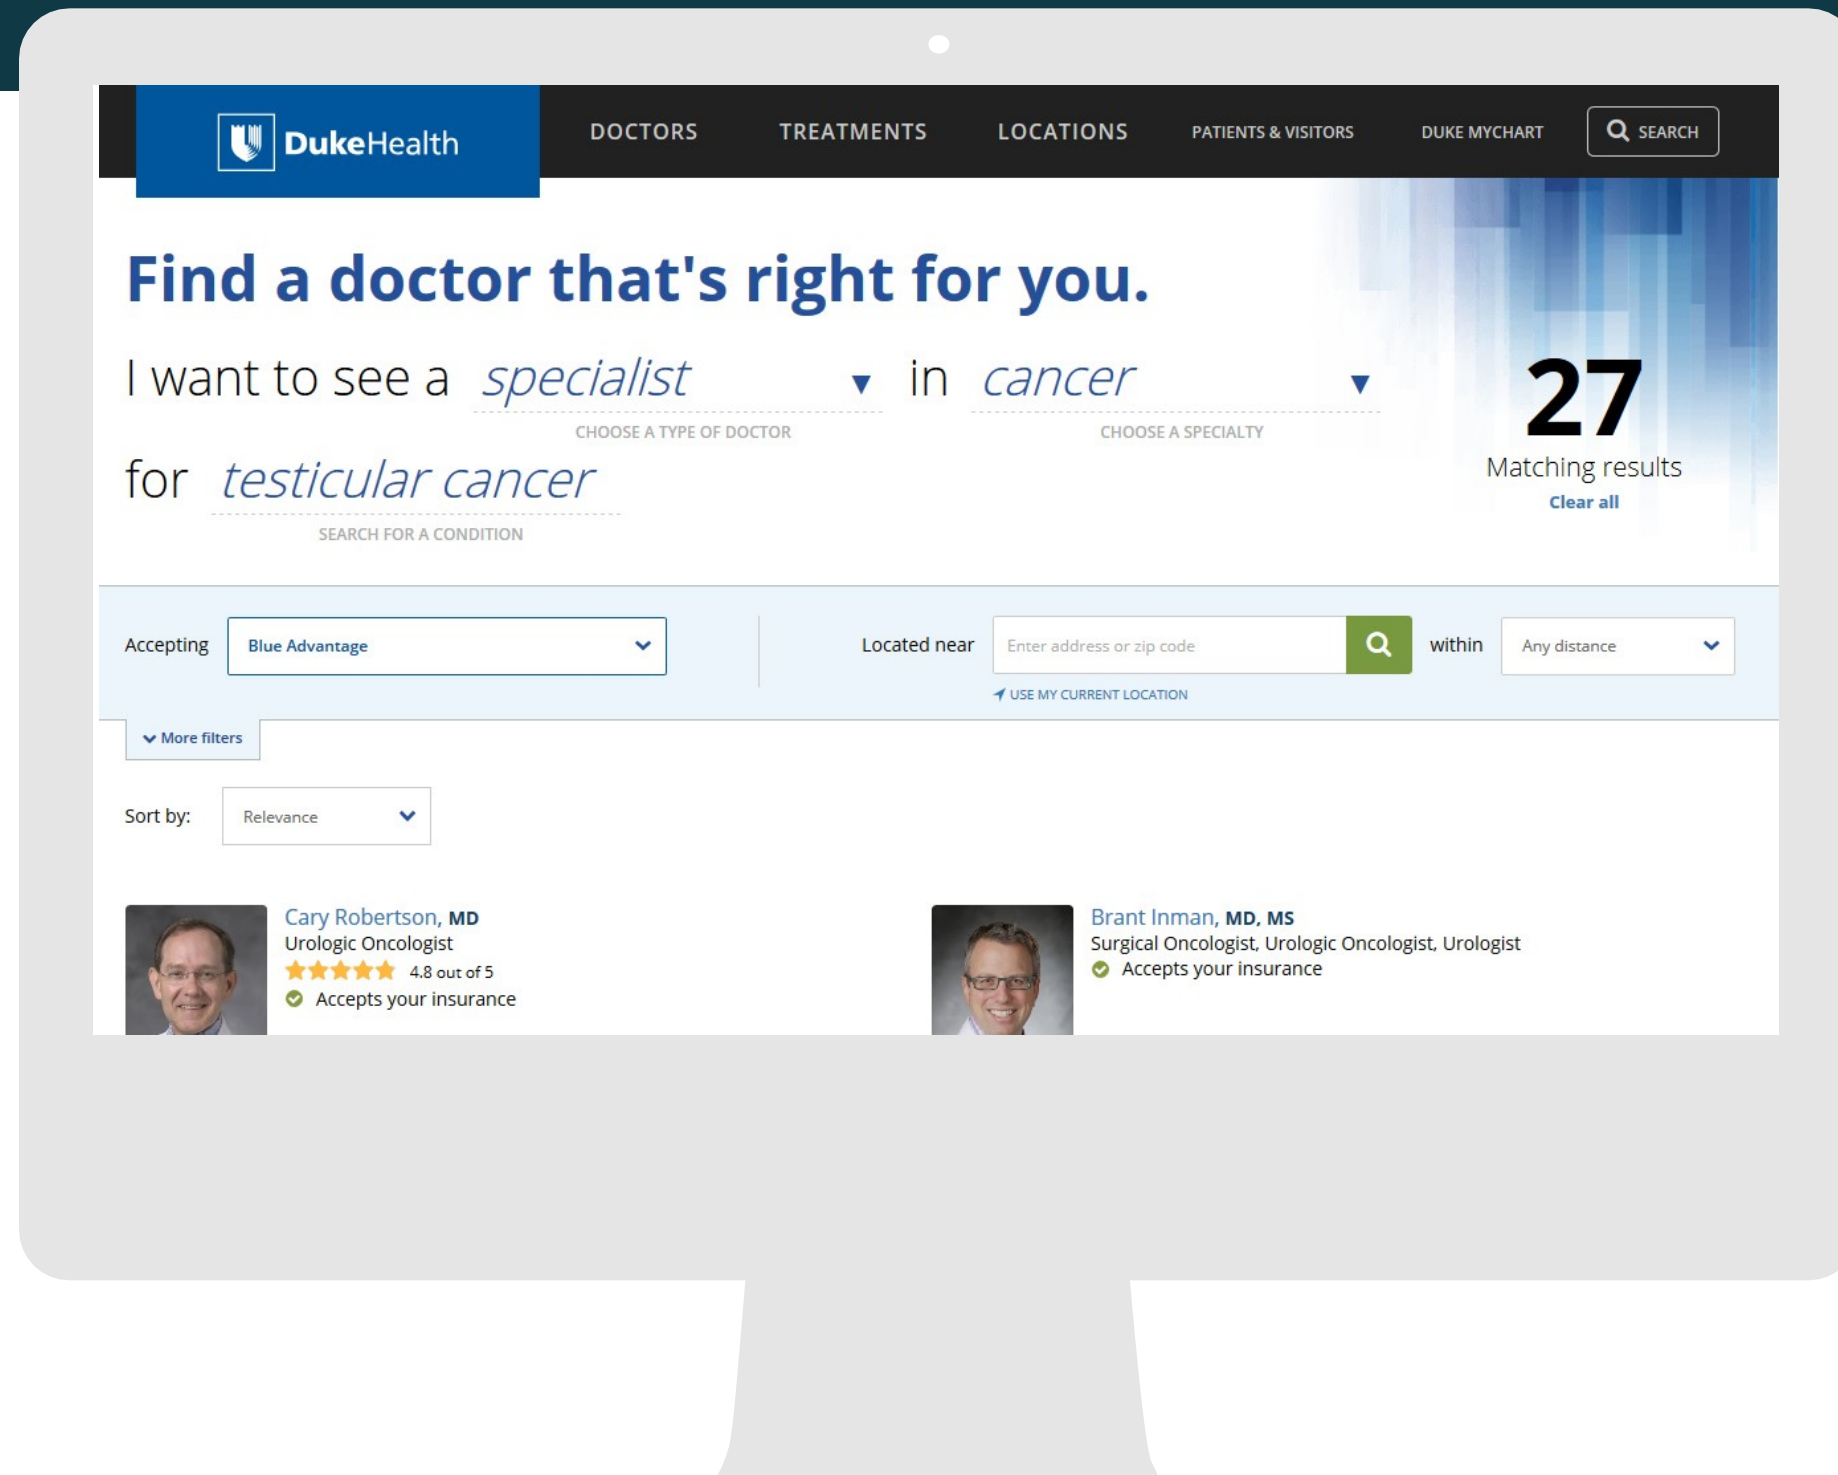 DukeHealth
DOCTORS TREATMENTS LOCATIONS PATIENTS & VISITORS DUKE MYCHART SEARCH
Find a doctor that's right for you.
I want to see a specialist ▼ in cancer ▼
CHOOSE A TYPE OF DOCTOR CHOOSE A SPECIALTY
for testicular cancer
SEARCH FOR A CONDITION
27
Matching results
Clear all
Accepting Blue Advantage Located near Enter address or zip code within Any distance
USE MY CURRENT LOCATION
More filters
Sort by: Relevance
Cary Robertson, MD
Urologic Oncologist
4.8 out of 5
Accepts your insurance
Brant Inman, MD, MS
Surgical Oncologist, Urologic Oncologist, Urologist
Accepts your insurance